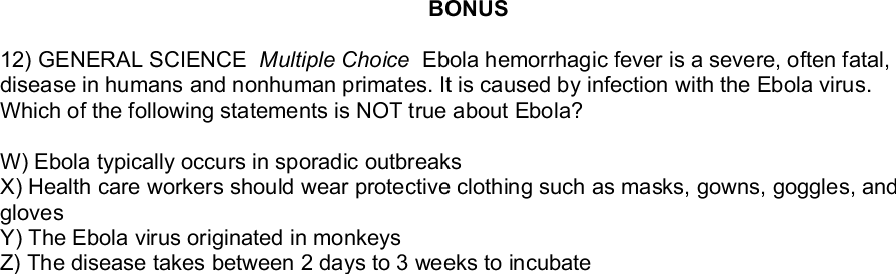 BONUS
12) GENERAL SCIENCE Multiple Choice Ebola hemorrhagic fever is a severe, often fatal,
disease in humans and nonhuman primates. It is caused by infection with the Ebola virus.
Which of the following statements is NOT true about Ebola?
W) Ebola typically occurs in sporadic outbreaks
X) Health care workers should wear protective clothing such as masks, gowns, goggles, and
gloves
Y) The Ebola virus originated in monkeys
Z) The disease takes between 2 days to 3 weeks to incubate